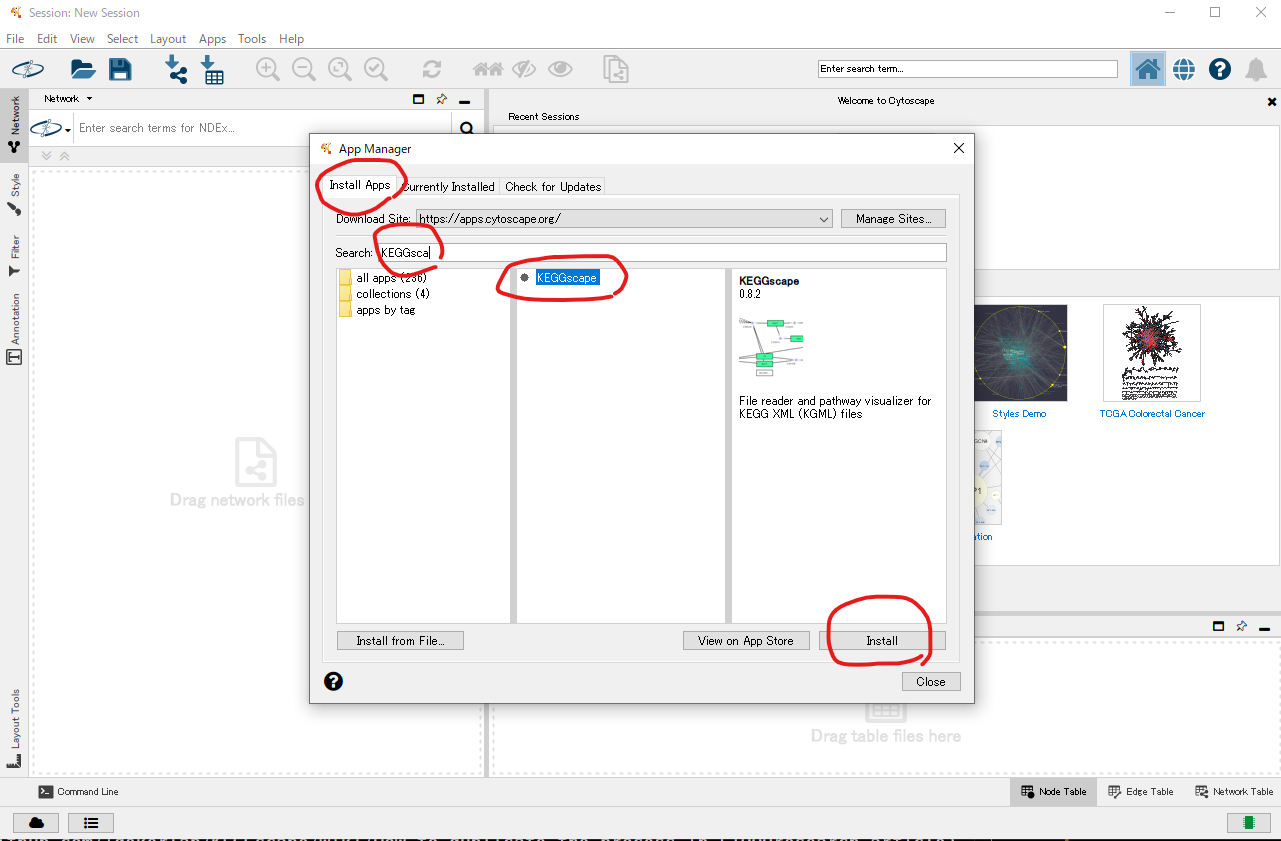 Session: New Session
File Edit View Select Layout Apps Tools Help
Enter search term...
Network
Welcome to Cytoscape
Enter search terms for NDEx...
Recent Sessions
Network
Style
Filter
Annotation
Layout Tools
App Manager
Install Apps Currently Installed Check for Updates
Download Site: https://apps.cytoscape.org/ Manage Sites...
Search: KEGGsca
all apps (286)
collections (4)
apps by tag
KEGGscape
KEGGscape
0.8.2
File reader and pathway visualizer for
KEGG XML (KGML) files
Install from File... View on App Store Install
Close
Styles Demo
TCGA Colorectal Cancer
Drag network files
Drag table files here
Command Line
Node Table Edge Table Network Table